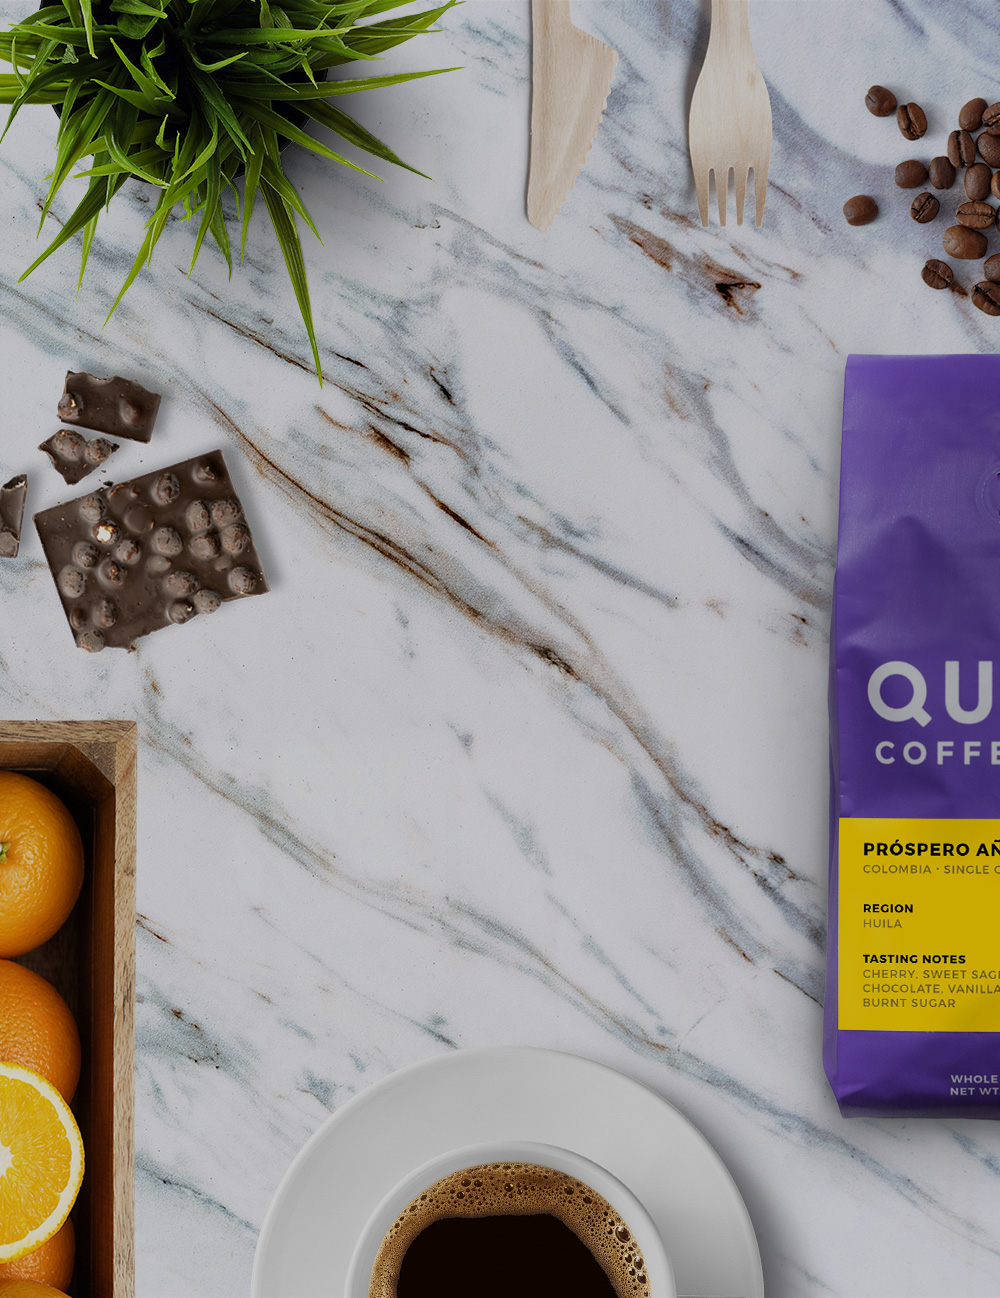 QU
COFFE
PRÓSPERO AÑ
COLOMBIA · SINGLE
REGION
HUILA
TASTING NOTES
CHERRY, SWEET SAGE
CHOCOLATE, VANILLA
BURNT SUGAR
WHOLE
NET WT